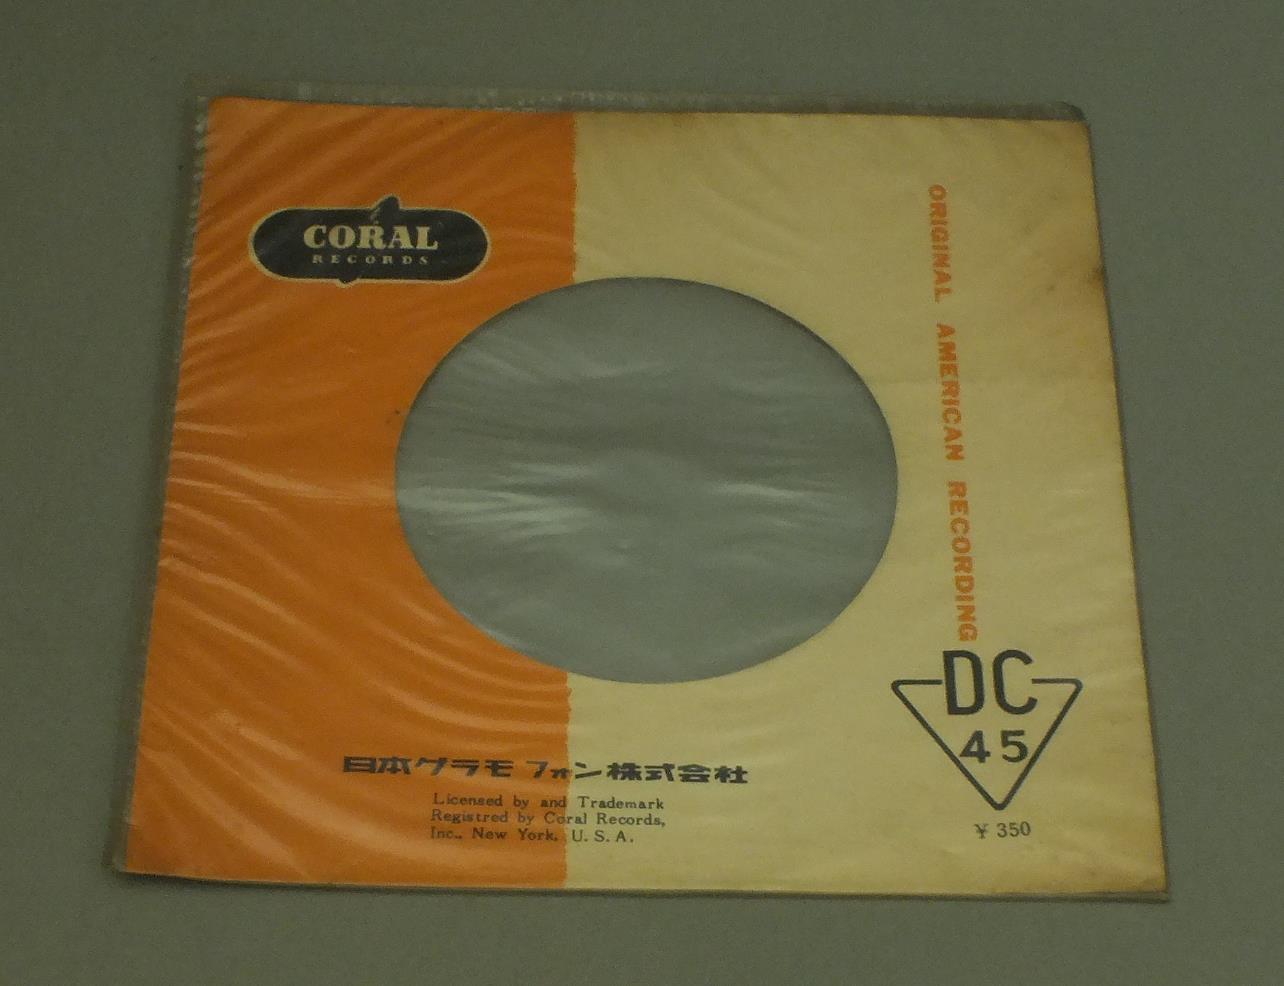 CORAL
RECORDS
ORIGINAL AMERICAN RECORDING
DC
45
¥ 350
日本グラモフォン株式会社
Licensed by and Trademark
Registred by Coral Records,
Inc., New York, U. S. A.